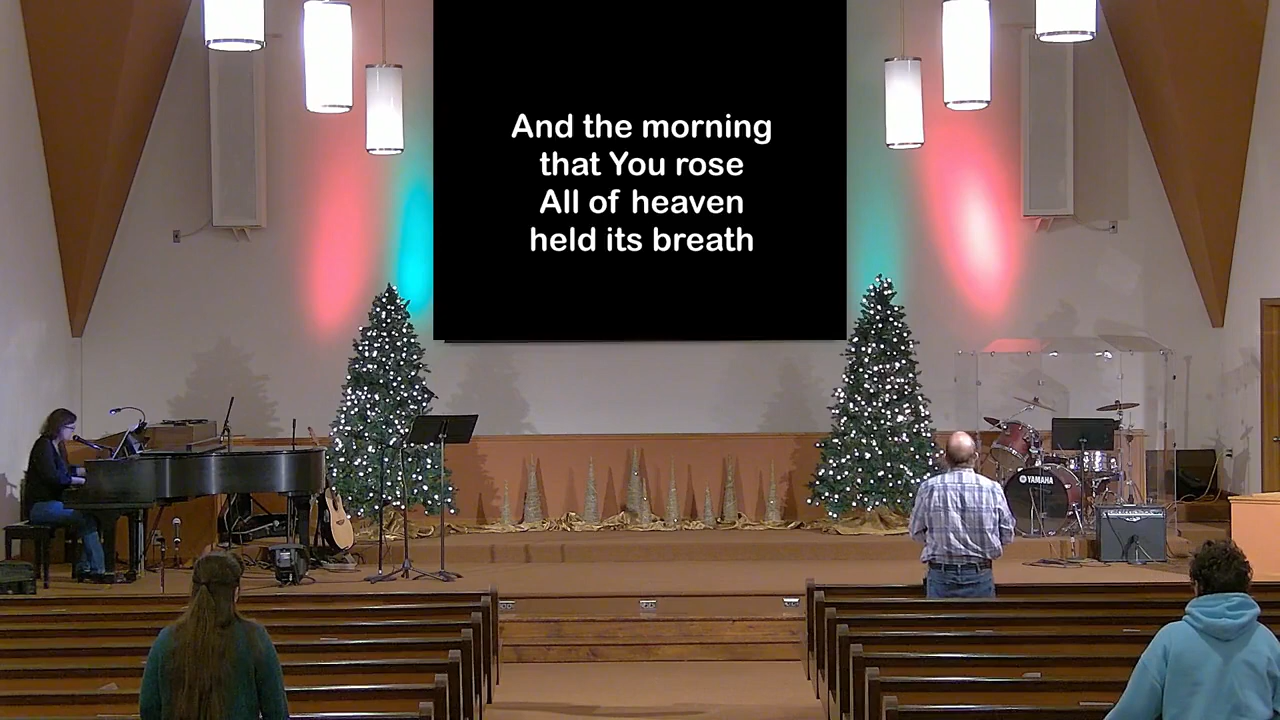 And the morning
that You rose
All of heaven
held its breath
YAMAHA